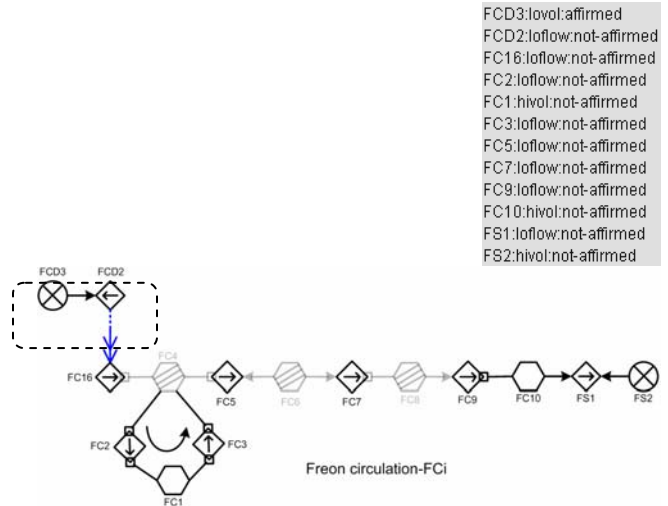 FCD3:lovol:affirmed
FCD2:loflow:not-affirmed
FC16:loflow:not-affirmed
FC2:loflow:not-affirmed
FC1:hivol:not-affirmed
FC3:loflow:not-affirmed
FC5:loflow:not-affirmed
FC7:loflow:not-affirmed
FC9:loflow:not-affirmed
FC10:hivol:not-affirmed
FS1:loflow:not-affirmed
FS2:hivol:not-affirmed
FCD3 FCD2
FC4
FC16
FC5 FC6 FC7 FC8 FC9 FC10 FS1 FS2
FC2 FC3
Freon circulation-FCi
FC1